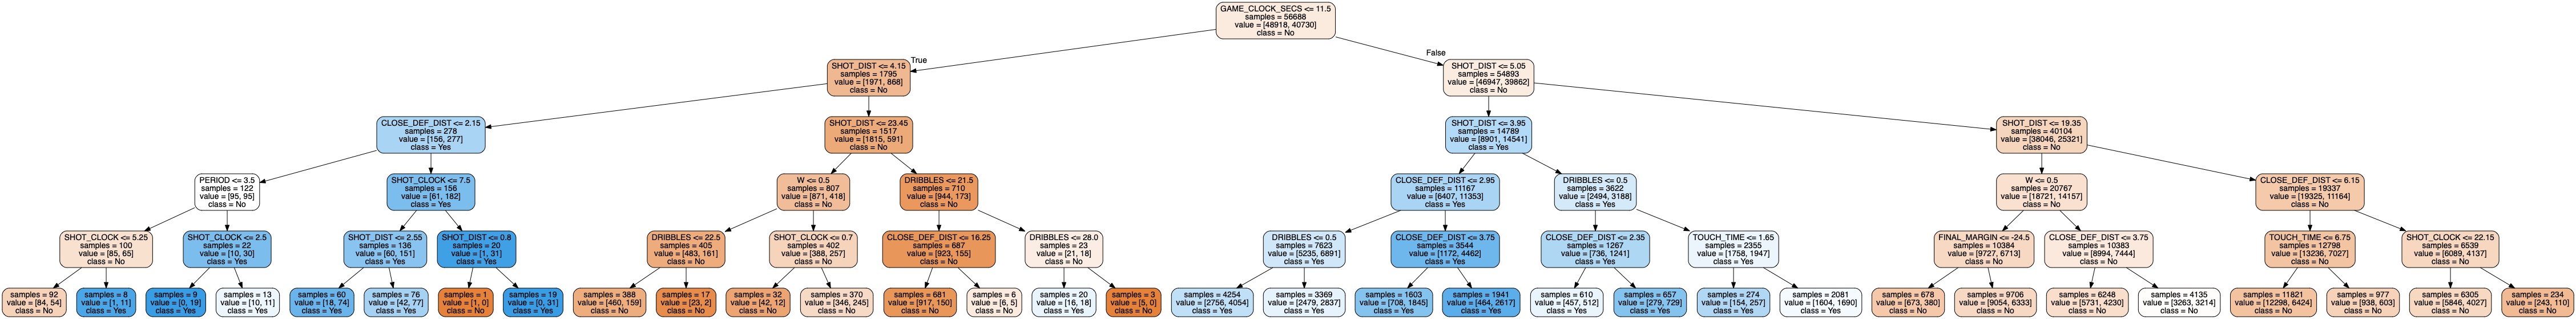 GAME_CLOCK_SECS <= 11.5
samples = 56688
value = [48918, 40730]
class = No
True
False
SHOT_DIST <= 4.15
samples = 1795
value = [1971, 868]
class = No
SHOT_DIST <= 5.05
samples = 54893
value = [46947, 39862]
class = No
CLOSE_DEF_DIST <= 2.15
samples = 278
value = [156, 277]
class = Yes
SHOT_DIST <= 23.45
samples = 1517
value = [1815, 591]
class = No
SHOT_DIST <= 3.95
samples = 14789
value = [8901, 14541]
class = Yes
SHOT_DIST <= 19.35
samples = 40104
value = [38046, 25321]
class = No
PERIOD <= 3.5
samples = 122
value = [95, 95]
class = No
SHOT_CLOCK <= 7.5
samples = 156
value = [61, 182]
class = Yes
W <= 0.5
samples = 807
value = [871, 418]
class = No
DRIBBLES <= 21.5
samples = 710
value = [944, 173]
class = No
CLOSE_DEF_DIST <= 2.95
samples = 11167
value = [6407, 11353]
class = Yes
DRIBBLES <= 0.5
samples = 3622
value = [2494, 3188]
class = Yes
W <= 0.5
samples = 20767
value = [18721, 14157]
class = No
CLOSE_DEF_DIST <= 6.15
samples = 19337
value = [19325, 11164]
class = No
SHOT_CLOCK <= 5.25
samples = 100
value = [85, 65]
class = No
SHOT_CLOCK <= 2.5
samples = 22
value = [10, 30]
class = Yes
SHOT_DIST <= 2.55
samples = 136
value = [60, 151]
class = Yes
SHOT_DIST <= 0.8
samples = 20
value = [1, 31]
class = Yes
DRIBBLES <= 22.5
samples = 405
value = [483, 161]
class = No
SHOT_CLOCK <= 0.7
samples = 402
value = [388, 257]
class = No
CLOSE_DEF_DIST <= 16.25
samples = 687
value = [923, 155]
class = No
DRIBBLES <= 28.0
samples = 23
value = [21, 18]
class = No
DRIBBLES <= 0.5
samples = 7623
value = [5235, 6891]
class = Yes
CLOSE_DEF_DIST <= 3.75
samples = 3544
value = [1172, 4462]
class = Yes
CLOSE_DEF_DIST <= 2.35
samples = 1267
value = [736, 1241]
class = Yes
TOUCH_TIME <= 1.65
samples = 2355
value = [1758, 1947]
class = Yes
FINAL_MARGIN <= -24.5
samples = 10384
value = [9727, 6713]
class = No
CLOSE_DEF_DIST <= 3.75
samples = 10383
value = [8994, 7444]
class = No
TOUCH_TIME <= 6.75
samples = 12798
value = [13236, 7027]
class = No
SHOT_CLOCK <= 22.15
samples = 6539
value = [6089, 4137]
class = No
samples = 92
value = [84, 54]
class = No
samples = 8
value = [1, 11]
class = Yes
samples = 9
value = [0, 19]
class = Yes
samples = 13
value = [10, 11]
class = Yes
samples = 60
value = [18, 74]
class = Yes
samples = 76
value = [42, 77]
class = Yes
samples = 1
value = [1, 0]
class = No
samples = 19
value = [0, 31]
class = Yes
samples = 388
value = [460, 159]
class = No
samples = 17
value = [23, 2]
class = No
samples = 32
value = [42, 12]
class = No
samples = 370
value = [346, 245]
class = No
samples = 681
value = [917, 150]
class = No
samples = 6
value = [6, 5]
class = No
samples = 20
value = [16, 18]
class = Yes
samples = 3
value = [5, 0]
class = No
samples = 4254
value = [2756, 4054]
class = Yes
samples = 3369
value = [2479, 2837]
class = Yes
samples = 1603
value = [708, 1845]
class = Yes
samples = 1941
value = [464, 2617]
class = Yes
samples = 610
value = [457, 512]
class = Yes
samples = 657
value = [279, 729]
class = Yes
samples = 274
value = [154, 257]
class = Yes
samples = 2081
value = [1604, 1690]
class = Yes
samples = 678
value = [673, 380]
class = No
samples = 9706
value = [9054, 6333]
class = No
samples = 6248
value = [5731, 4230]
class = No
samples = 4135
value = [3263, 3214]
class = No
samples = 11821
value = [12298, 6424]
class = No
samples = 977
value = [938, 603]
class = No
samples = 6305
value = [5846, 4027]
class = No
samples = 234
value = [243, 110]
class = No